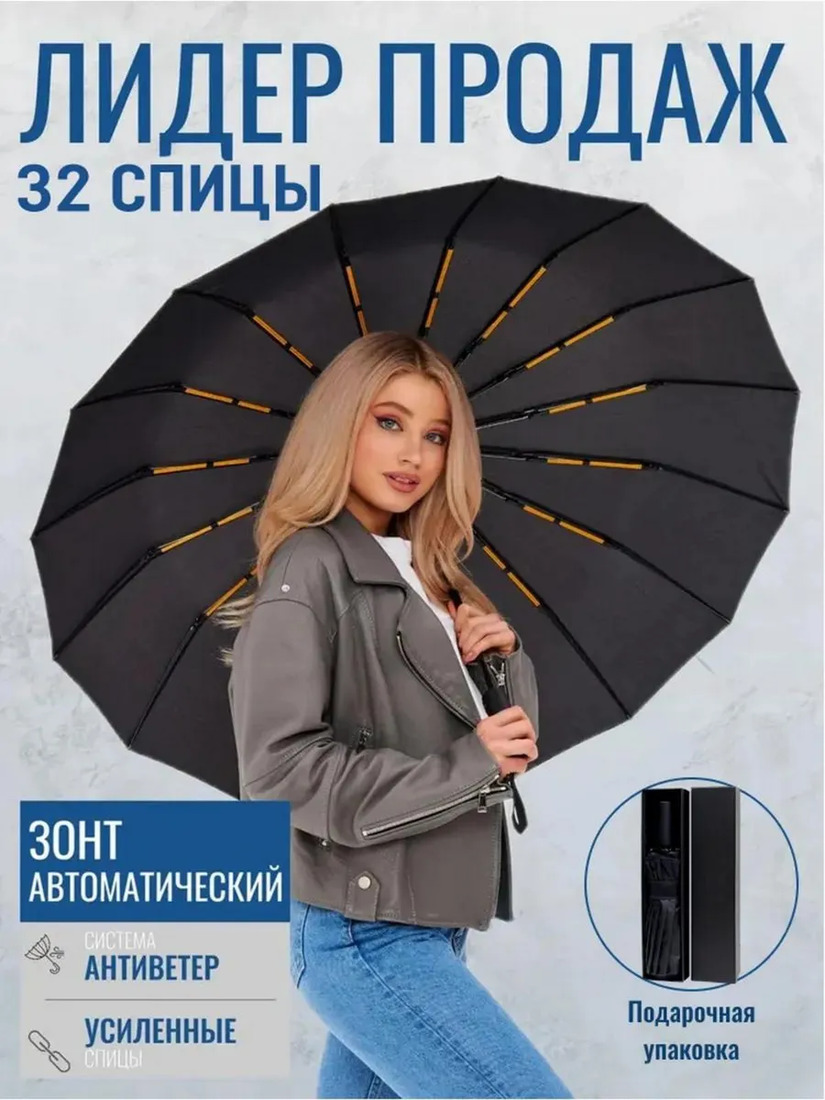 ЛИДЕР ПРОДАЖ
32 СПИЦЫ
ЗОНТ
АВТОМАТИЧЕСКИЙ
СИСТЕМА
АНТИВЕТЕР
УСИЛЕННЫЕ
СПИЦЫ
Подарочная
упаковка